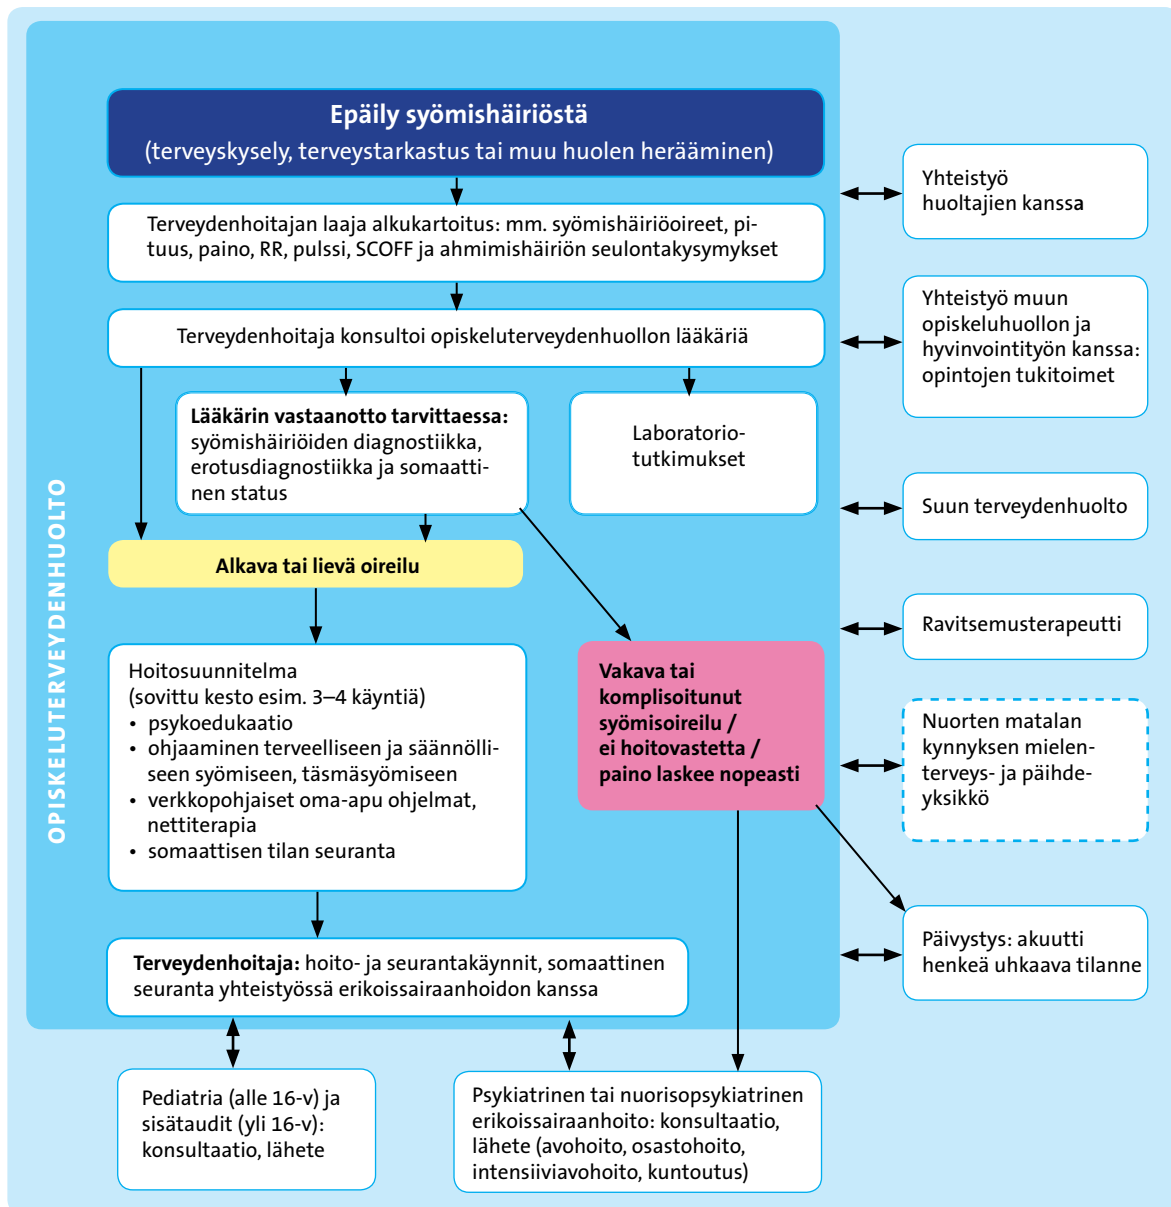 Epäily syömishäiriöstä
(terveyskysely, terveystarkastus tai muu huolen herääminen)
Terveydenhoitajan laaja alkukartoitus: mm. syömishäiriöoireet, pi-
tuus, paino, RR, pulssi, SCOFF ja ahmimishäiriön seulontakysymykset
Terveydenhoitaja konsultoi opiskeluterveydenhuollon lääkäriä
Lääkärin vastaanotto tarvittaessa:
syömishäiriöiden diagnostiikka,
erotusdiagnostiikka ja somaatti-
nen status
Laboratorio-
tutkimukset
Alkava tai lievä oireilu
Hoitosuunnitelma
(sovittu kesto esim. 3–4 käyntiä)
• psykoedukaatio
• ohjaaminen terveelliseen ja säännölli-
seen syömiseen, täsmäsyömiseen
• verkkopohjaiset oma-apu ohjelmat,
nettiterapia
• somaattisen tilan seuranta
Vakava tai
komplisoitunut
syömisoireilu /
ei hoitovastetta /
paino laskee nopeasti
Terveydenhoitaja: hoito- ja seurantakäynnit, somaattinen
seuranta yhteistyössä erikoissairaanhoidon kanssa
OPISKELUTERVEYDENHUOLTO
Yhteistyö
huoltajien kanssa
Yhteistyö muun
opiskeluhuollon ja
hyvinvointityön kanssa:
opintojen tukitoimet
Suun terveydenhuolto
Ravitsemusterapeutti
Nuorten matalan
kynnyksen mielen-
terveys- ja päihde-
yksikkö
Päivystys: akuutti
henkeä uhkaava tilanne
Pediatria (alle 16-v) ja
sisätaudit (yli 16-v):
konsultaatio, lähete
Psykiatrinen tai nuorisopsykiatrinen
erikoissairaanhoito: konsultaatio,
lähete (avohoito, osastohoito,
intensiiviavohoito, kuntoutus)